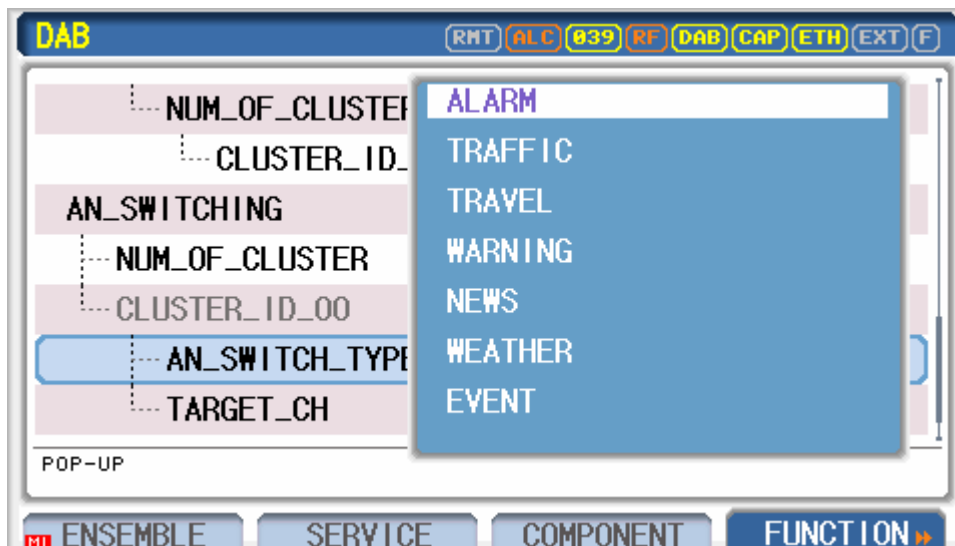 DAB RMT ALC 039 RF DAB CAP ETH EXT F
NUM_OF_CLUSTER
CLUSTER_ID_
AN_SWITCHING
NUM_OF_CLUSTER
CLUSTER_ID_00
AN_SWITCH_TYPE
TARGET_CH
ALARM
TRAFFIC
TRAVEL
WARNING
NEWS
WEATHER
EVENT
POP-UP
ENSEMBLE SERVICE COMPONENT FUNCTION